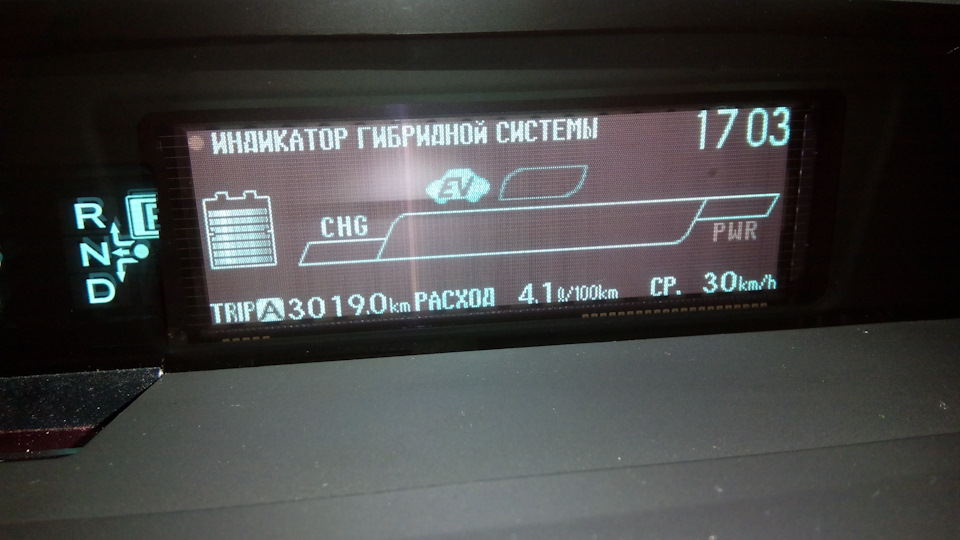 ИНДИКАТОР ГИБРИДНОЙ СИСТЕМЫ 17 03
EV
R P
CHG PWR
N
D
TRIP A 3019.0 km РАСХОД 4.1 ℓ/100km СР. 30 km/h